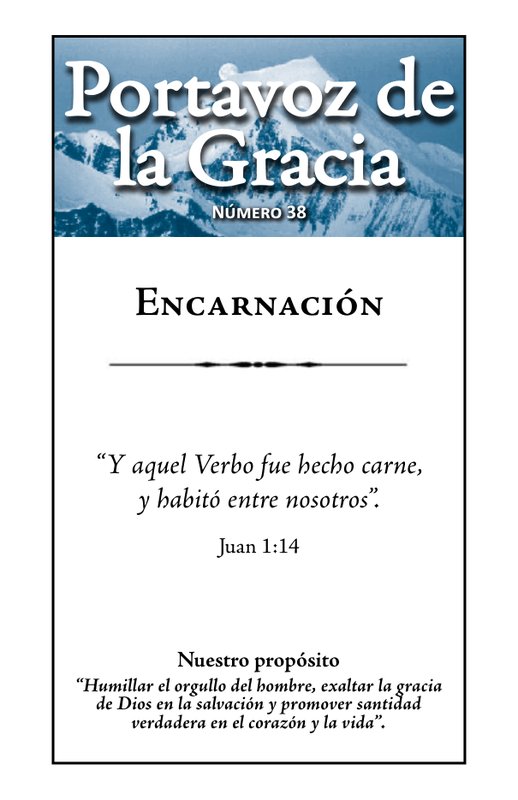 Portavoz de
la Gracia
NÚMERO 38
ENCARNACIÓN
“Y aquel Verbo fue hecho carne,
y habitó entre nosotros”.
Juan 1:14
Nuestro propósito
“Humillar el orgullo del hombre, exaltar la gracia
de Dios en la salvación y promover santidad
verdadera en el corazón y la vida”.